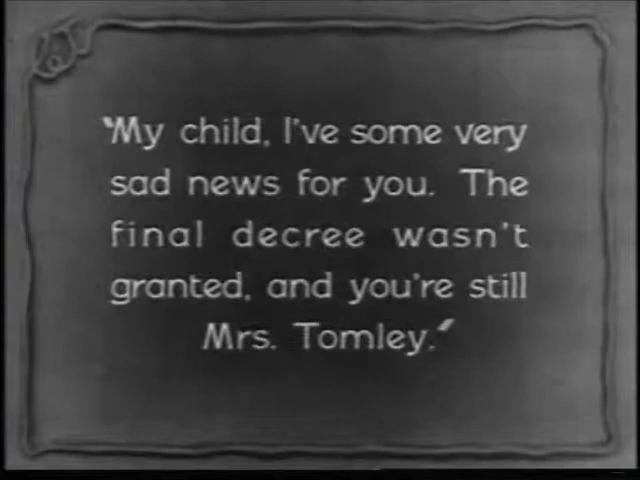 "My child, I've some very
sad news for you. The
final decree wasn't
granted, and you're still
Mrs. Tomley."